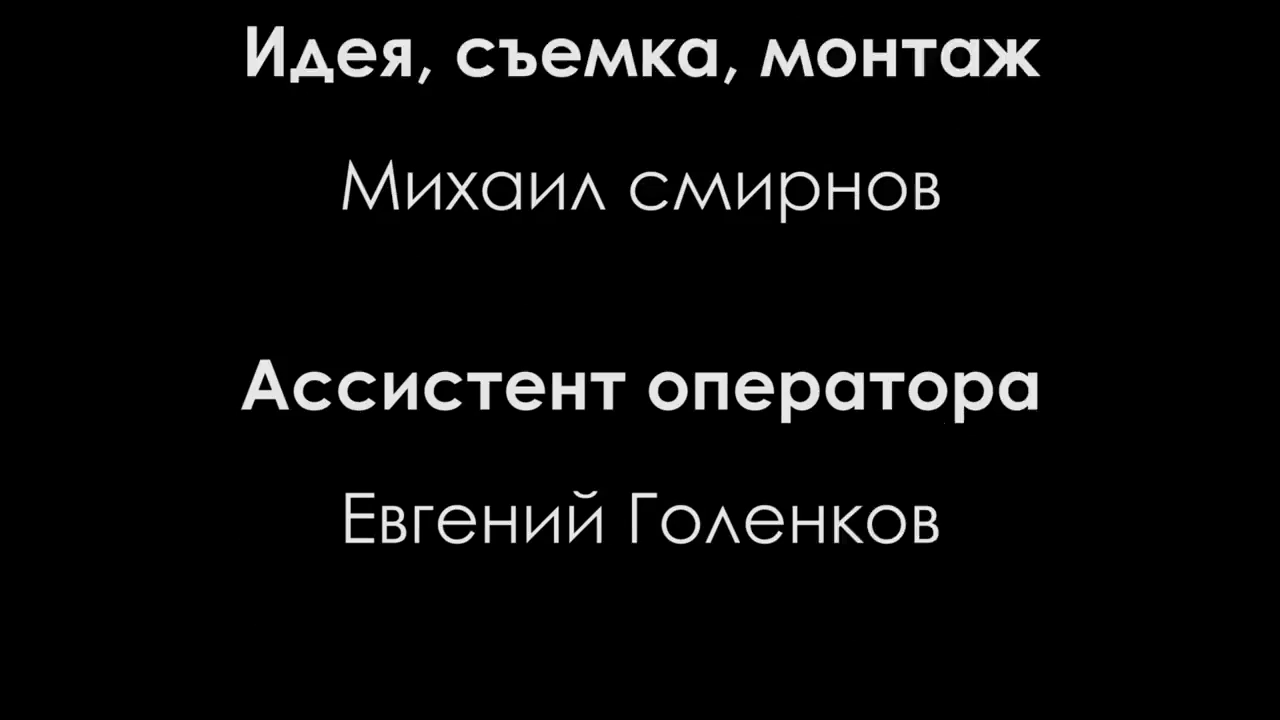 Идея, съемка, монтаж
Михаил смирнов
Ассистент оператора
Евгений Голенков